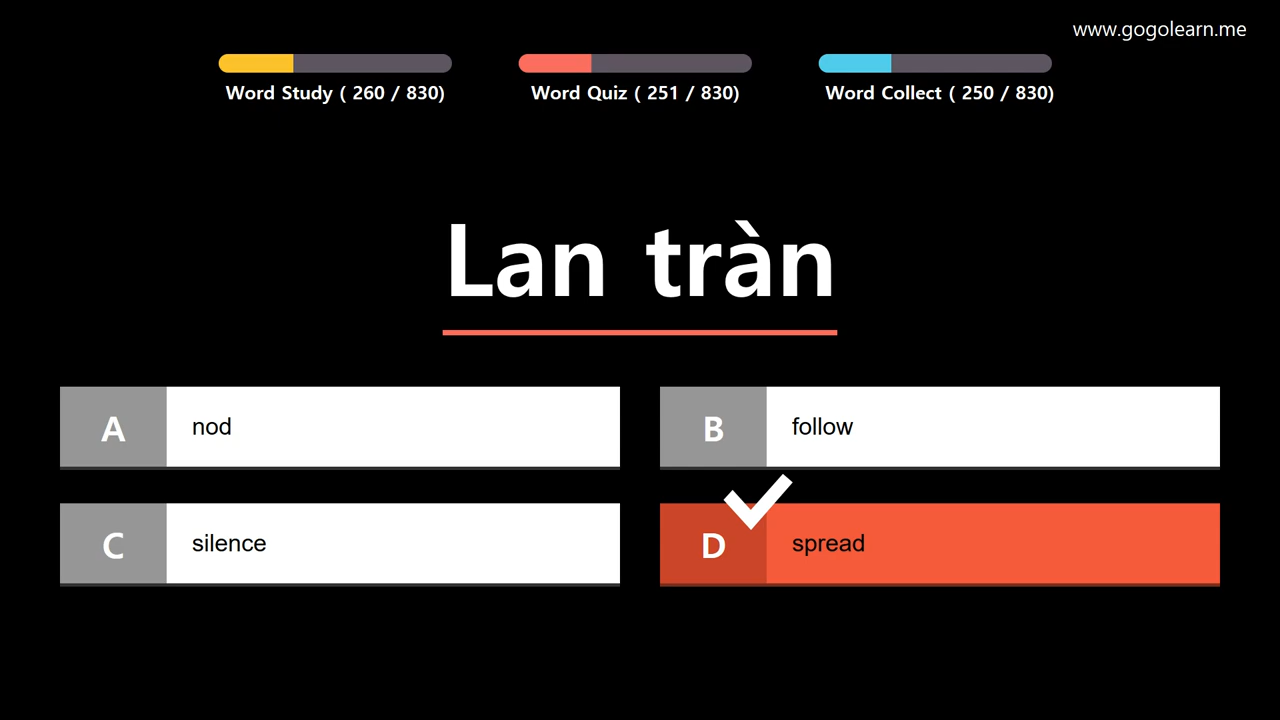 www.gogolearn.me
Word Study ( 260 / 830)
Word Quiz ( 251 / 830)
Word Collect ( 250 / 830)
Lan tràn
A nod
B follow
C silence
D spread